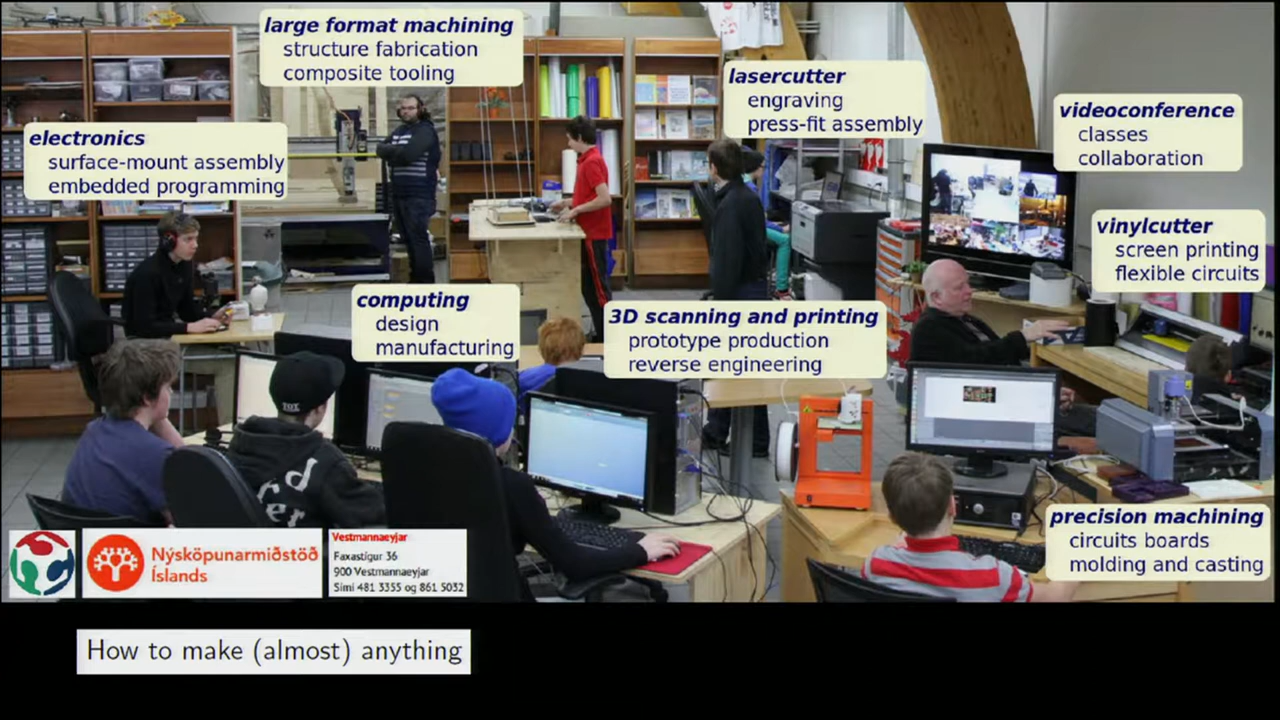 large format machining
structure fabrication
composite tooling
lasercutter
engraving
press-fit assembly
videoconference
classes
collaboration
electronics
surface-mount assembly
embedded programming
vinylcutter
screen printing
flexible circuits
computing
design
manufacturing
3D scanning and printing
prototype production
reverse engineering
precision machining
circuits boards
molding and casting
Nýsköpunarmiðstöð
Íslands
Vestmannaeyjar
Faxastígur 36
900 Vestmannaeyjar
Sími 481 3355 og 861 5032
How to make (almost) anything